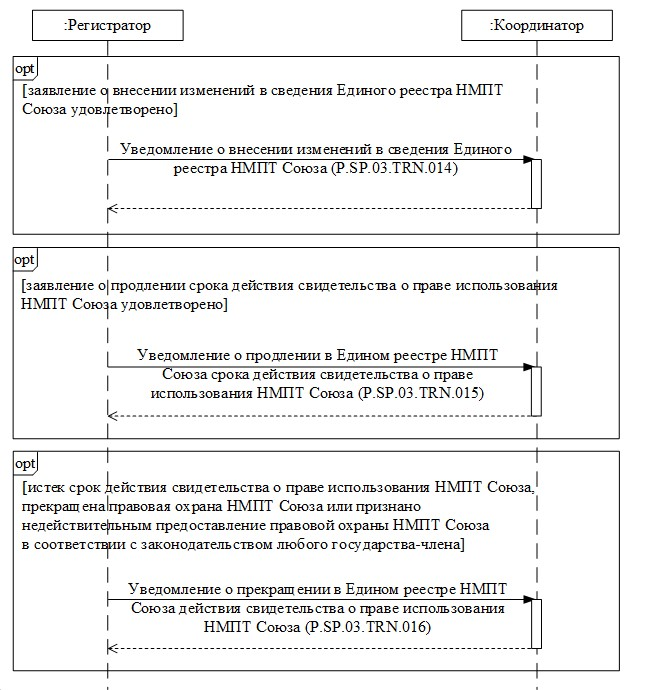 :Регистратор
:Координатор
opt
[заявление о внесении изменений в сведения Единого реестра НМПТ
Союза удовлетворено]
Уведомление о внесении изменений в сведения Единого
реестра НМПТ Союза (P.SP.03.TRN.014)
opt
[заявление о продлении срока действия свидетельства о праве использования
НМПТ Союза удовлетворено]
Уведомление о продлении в Едином реестре НМПТ
Союза срока действия свидетельства о праве
использования НМПТ Союза (P.SP.03.TRN.015)
opt
[истек срок действия свидетельства о праве использования НМПТ Союза,
прекращена правовая охрана НМПТ Союза или признано
недействительным предоставление правовой охраны НМПТ Союза
в соответствии с законодательством любого государства-члена]
Уведомление о прекращении в Едином реестре НМПТ
Союза действия свидетельства о праве использования
НМПТ Союза (P.SP.03.TRN.016)